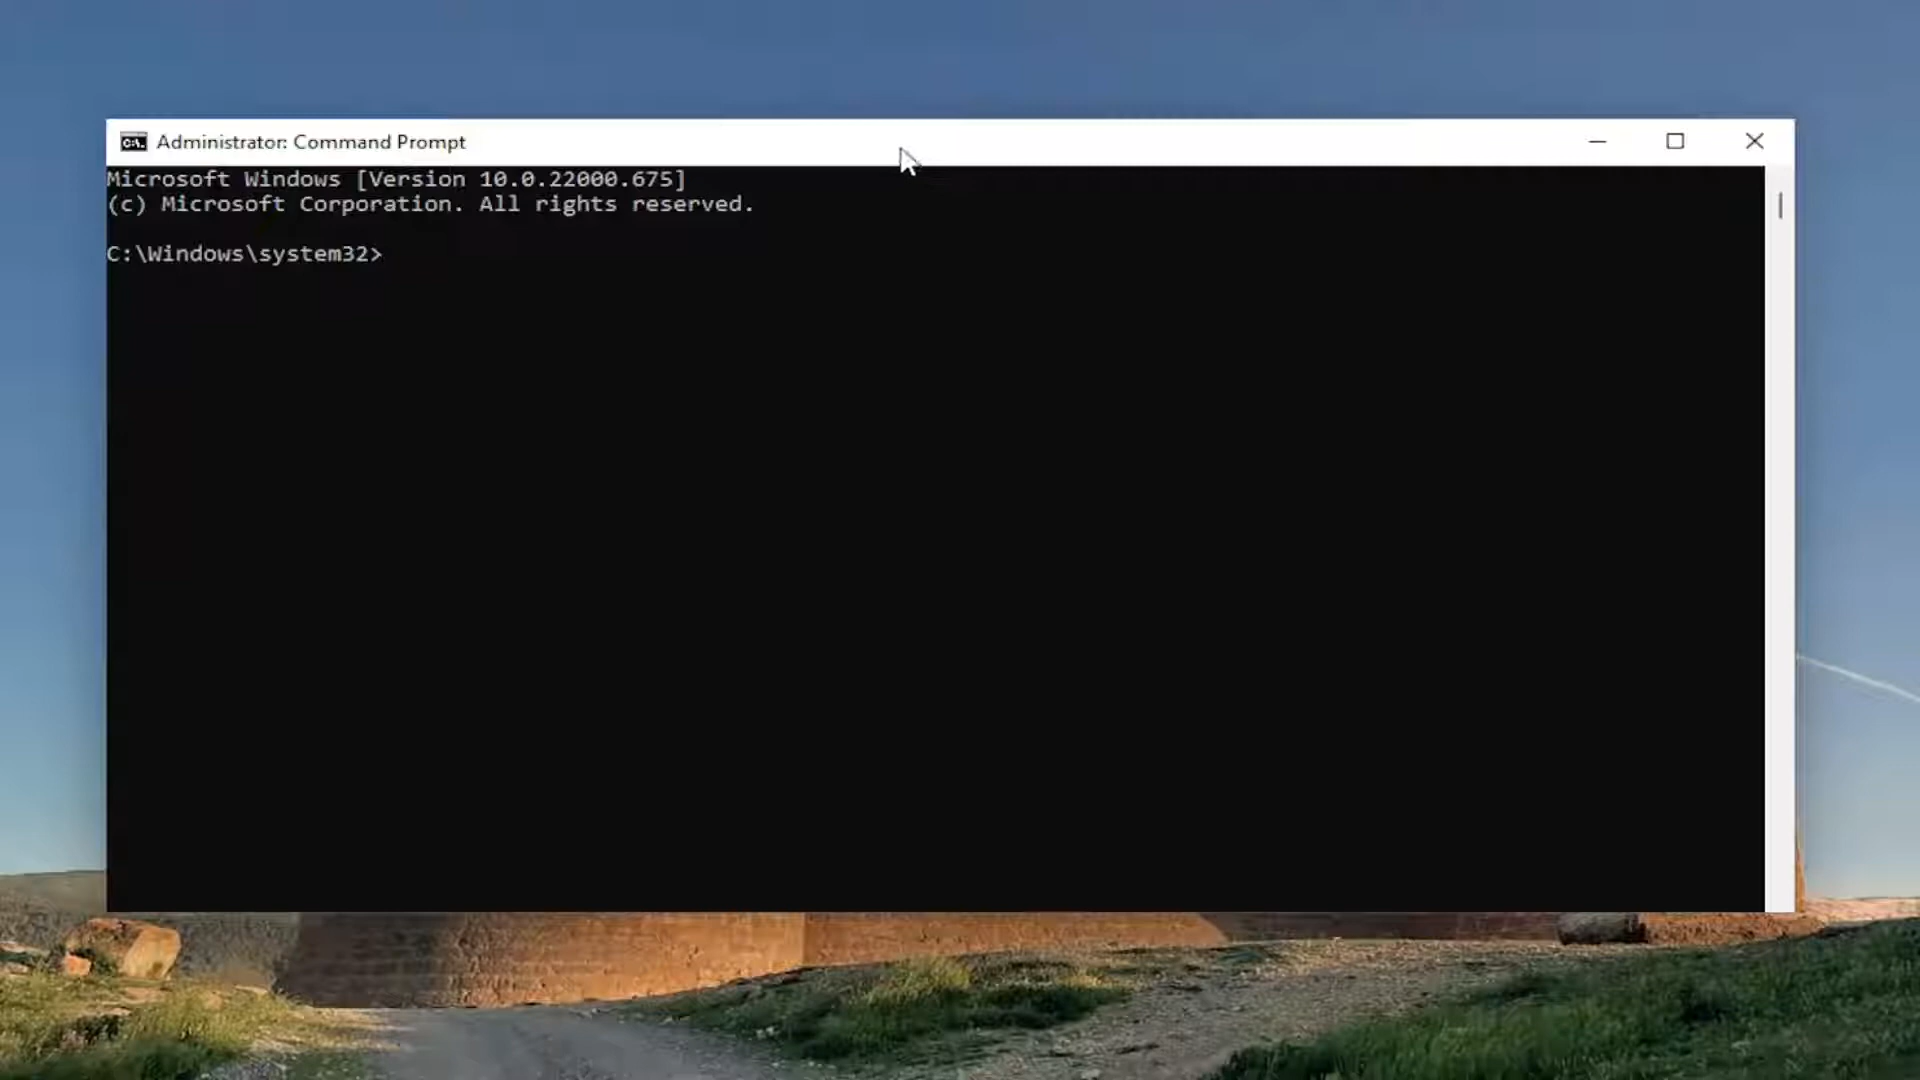 Administrator: Command Prompt
Microsoft Windows [Version 10.0.22000.675]
(c) Microsoft Corporation. All rights reserved.
C:\Windows\system32>